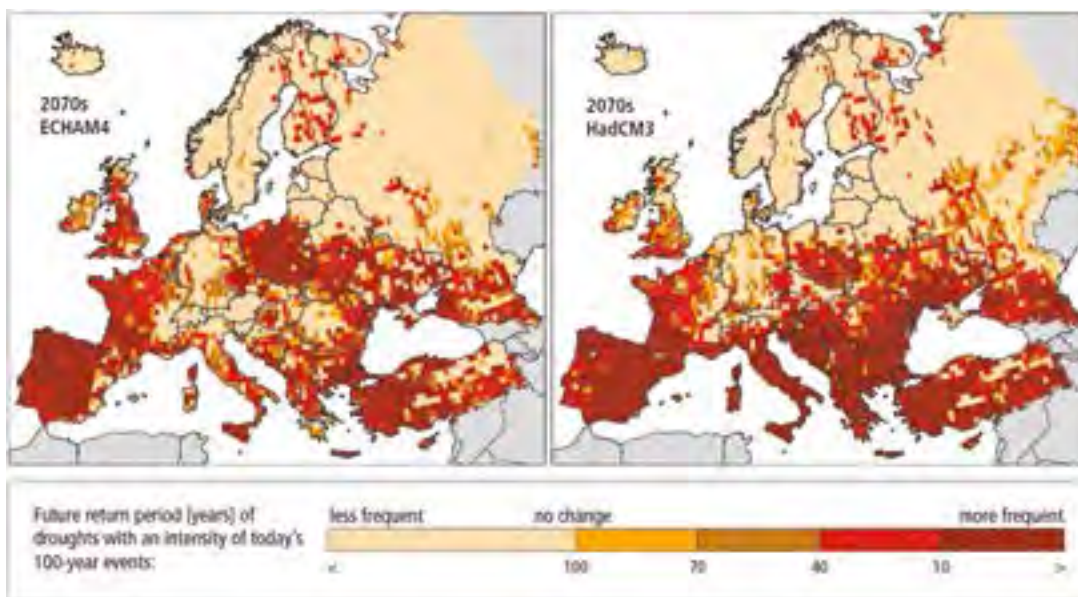 2070s
ECHAM4
2070s
HadCM3
Future return period [years] of
droughts with an intensity of today's
100-year events:
less frequent no change more frequent
< 100 70 40 10 >